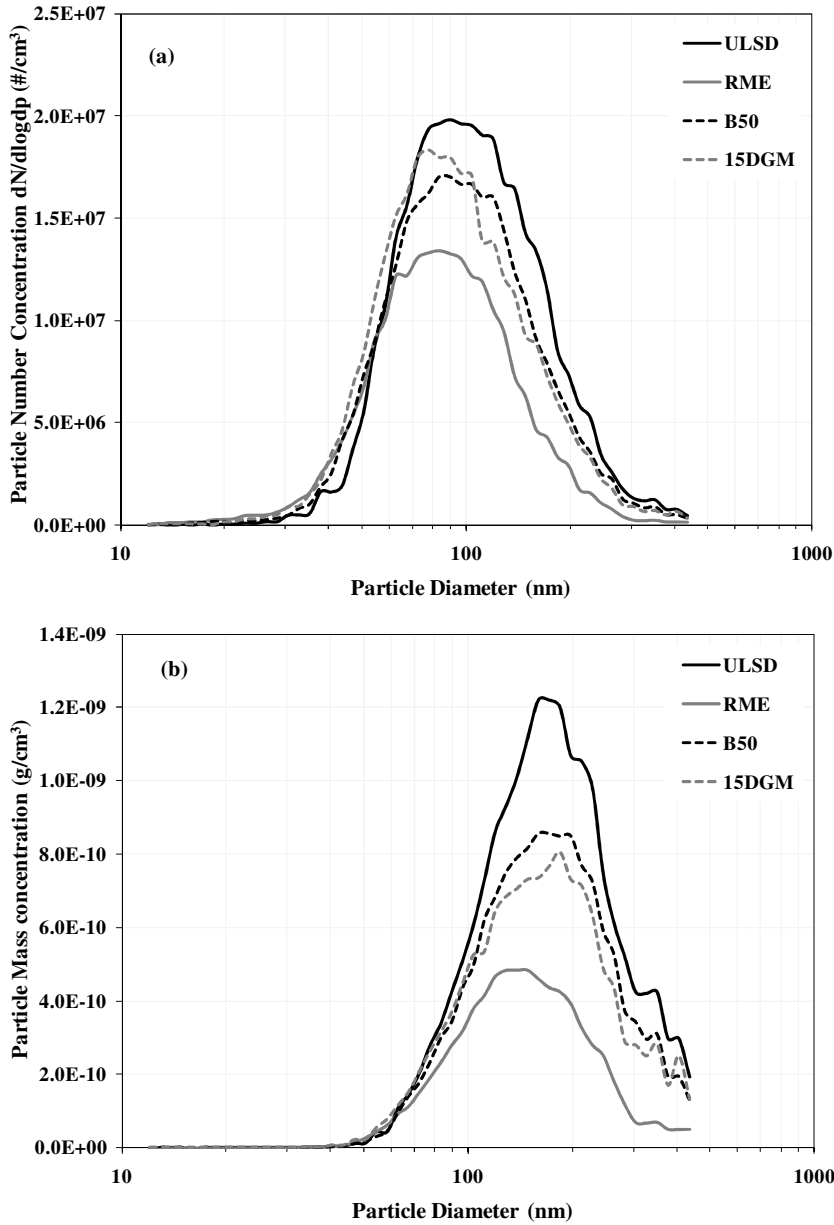 2.5E+07
2.0E+07
1.5E+07
1.0E+07
5.0E+06
0.0E+00
Particle Number Concentration dN/dlogdp (#/cm³)
(a)
ULSD
RME
B50
15DGM
10
100
1000
Particle Diameter (nm)
1.4E-09
1.2E-09
1.0E-09
8.0E-10
6.0E-10
4.0E-10
2.0E-10
0.0E+00
Particle Mass concentration (g/cm³)
(b)
ULSD
RME
B50
15DGM
10
100
1000
Particle Diameter (nm)